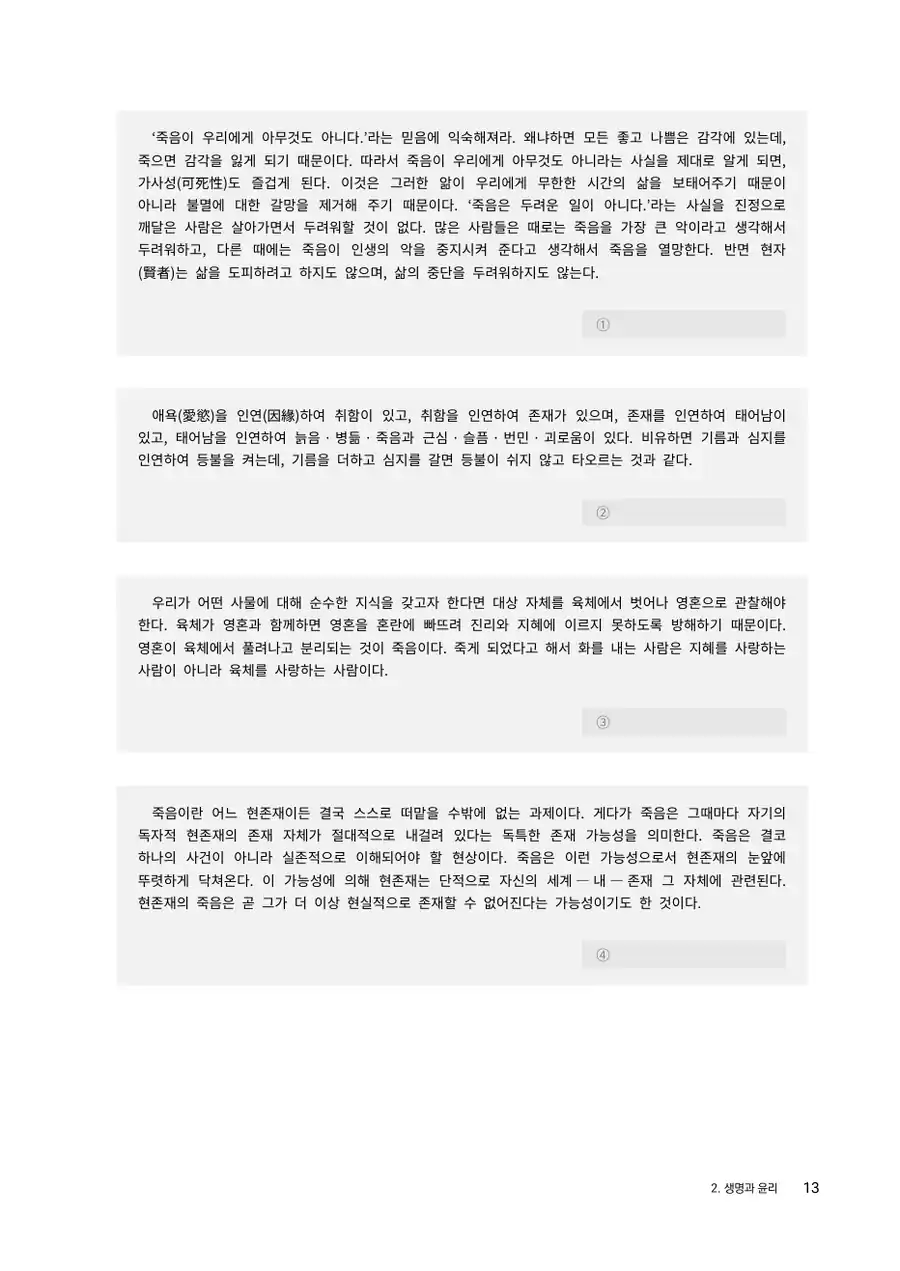 ‘죽음이 우리에게 아무것도 아니다.’라는 믿음에 익숙해져라. 왜냐하면 모든 좋고 나쁨은 감각에 있는데,
죽으면 감각을 잃게 되기 때문이다. 따라서 죽음이 우리에게 아무것도 아니라는 사실을 제대로 알게 되면,
가사성(可死性)도 즐겁게 된다. 이것은 그러한 앎이 우리에게 무한한 시간의 삶을 보태어주기 때문이
아니라 불멸에 대한 갈망을 제거해 주기 때문이다. ‘죽음은 두려운 일이 아니다.’라는 사실을 진정으로
깨달은 사람은 살아가면서 두려워할 것이 없다. 많은 사람들은 때로는 죽음을 가장 큰 악이라고 생각해서
두려워하고, 다른 때에는 죽음이 인생의 악을 중지시켜 준다고 생각해서 죽음을 열망한다. 반면 현자
(賢者)는 삶을 도피하려고 하지도 않으며, 삶의 중단을 두려워하지도 않는다.
①
애욕(愛慾)을 인연(因緣)하여 취함이 있고, 취함을 인연하여 존재가 있으며, 존재를 인연하여 태어남이
있고, 태어남을 인연하여 늙음 · 병듦 · 죽음과 근심 · 슬픔 · 번민 · 괴로움이 있다. 비유하면 기름과 심지를
인연하여 등불을 켜는데, 기름을 더하고 심지를 갈면 등불이 쉬지 않고 타오르는 것과 같다.
②
우리가 어떤 사물에 대해 순수한 지식을 갖고자 한다면 대상 자체를 육체에서 벗어나 영혼으로 관찰해야
한다. 육체가 영혼과 함께하면 영혼을 혼란에 빠뜨려 진리와 지혜에 이르지 못하도록 방해하기 때문이다.
영혼이 육체에서 풀려나고 분리되는 것이 죽음이다. 죽게 되었다고 해서 화를 내는 사람은 지혜를 사랑하는
사람이 아니라 육체를 사랑하는 사람이다.
③
죽음이란 어느 현존재이든 결국 스스로 떠맡을 수밖에 없는 과제이다. 게다가 죽음은 그때마다 자기의
독자적 현존재의 존재 자체가 절대적으로 내걸려 있다는 독특한 존재 가능성을 의미한다. 죽음은 결코
하나의 사건이 아니라 실존적으로 이해되어야 할 현상이다. 죽음은 이런 가능성으로서 현존재의 눈앞에
뚜렷하게 닥쳐온다. 이 가능성에 의해 현존재는 단적으로 자신의 세계 ─ 내 ─ 존재 그 자체에 관련된다.
현존재의 죽음은 곧 그가 더 이상 현실적으로 존재할 수 없어진다는 가능성이기도 한 것이다.
④
2. 생명과 윤리 13